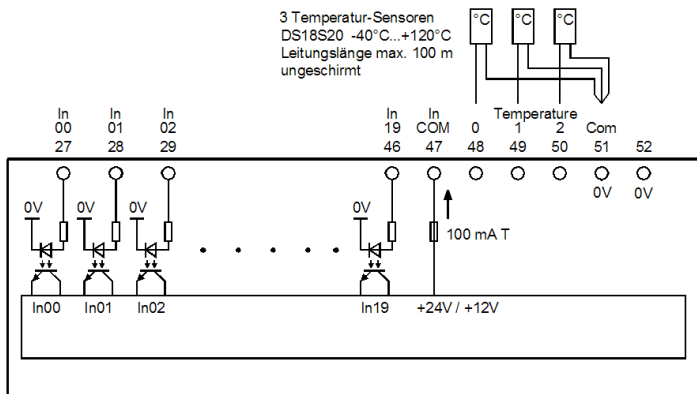 3 Temperatur-Sensoren
DS18S20 -40°C...+120°C
Leitungslänge max. 100 m
ungeschirmt
°C °C °C
In In In In In Temperature
00 01 02 19 COM 0 1 2 Com
27 28 29 46 47 48 49 50 51 52
0V 0V
0V 0V 0V 0V
100 mA T
In00 In01 In02 In19 +24V / +12V